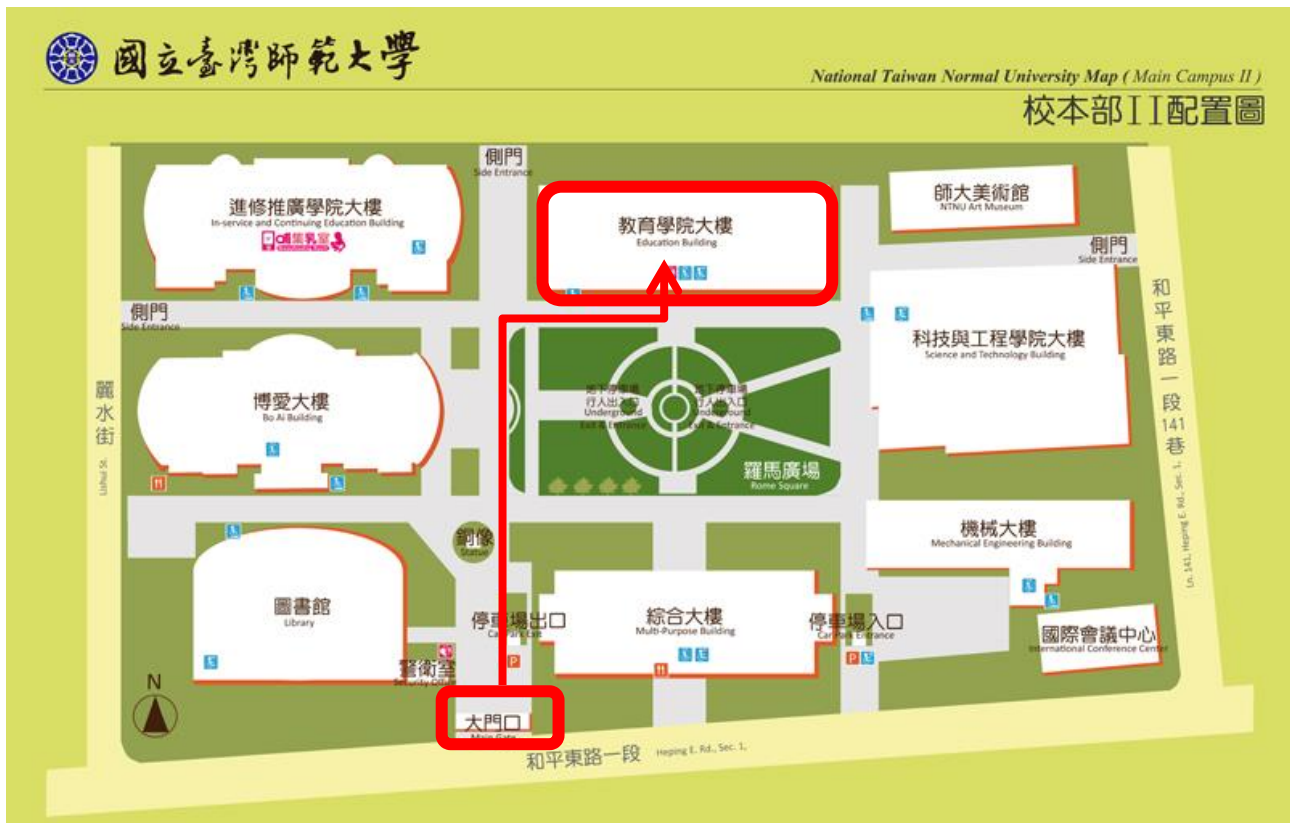 國立臺灣師範大學
National Taiwan Normal University Map ( Main Campus II )
校本部II配置圖
側門
Side Entrance
進修推廣學院大樓
In-service and Continuing Education Building
哺集乳室
教育學院大樓
Education Building
師大美術館
NTNU Art Museum
側門
Side Entrance
側門
Side Entrance
科技與工程學院大樓
Science and Technology Building
和平東路一段141巷
Ln. 141, Heping E. Rd., Sec. 1,
麗水街
Lishui St.
博愛大樓
Bo Ai Building
地下停車場
行人出入口
Underground
Exit & Entrance
地下停車場
行人出入口
Underground
Exit & Entrance
羅馬廣場
Rome Square
銅像
Statue
機械大樓
Mechanical Engineering Building
圖書館
Library
停車場出口
Car Park Exit
綜合大樓
Multi-Purpose Building
停車場入口
Car Park Entrance
國際會議中心
International Conference Center
P
P
警衛室
Security Office
N
大門口
Main Gate
和平東路一段 Heping E. Rd., Sec. 1,